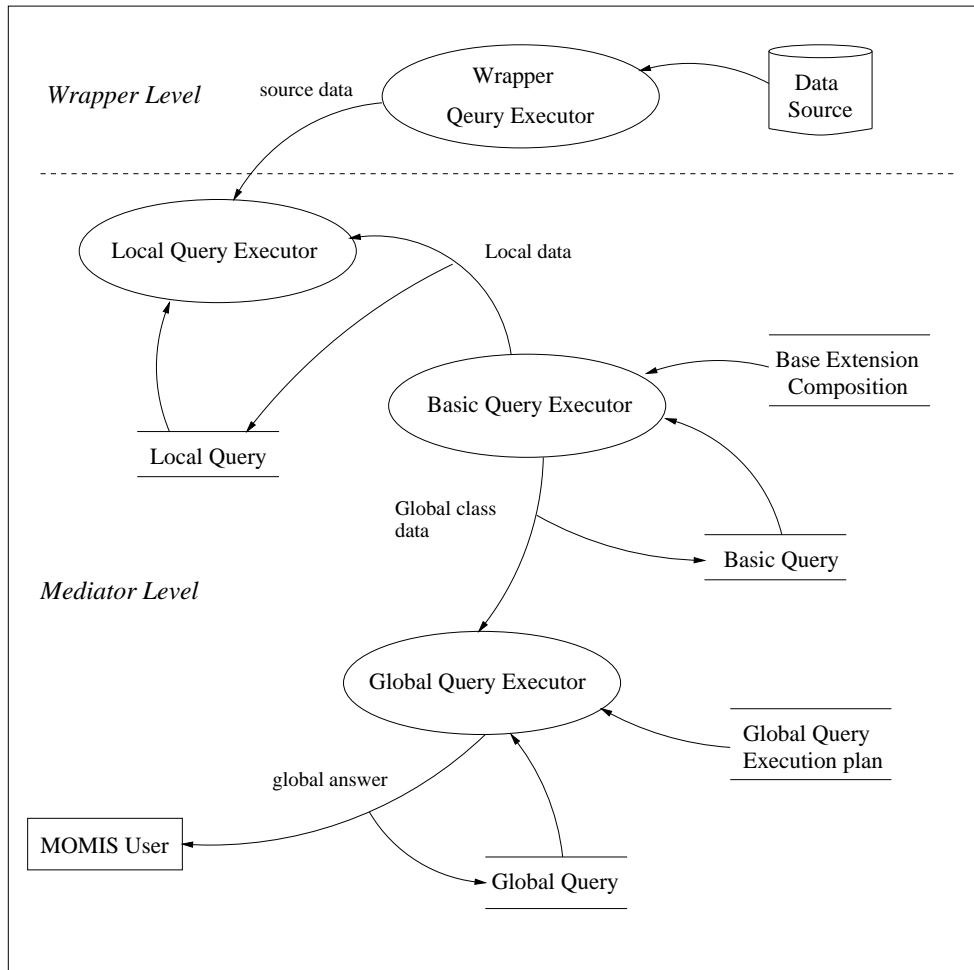 Wrapper Level
source data
Wrapper
Qeury Executor
Data
Source
Local Query Executor
Local data
Base Extension
Composition
Basic Query Executor
Local Query
Global class
data
Basic Query
Mediator Level
Global Query Executor
Global Query
Execution plan
global answer
MOMIS User
Global Query